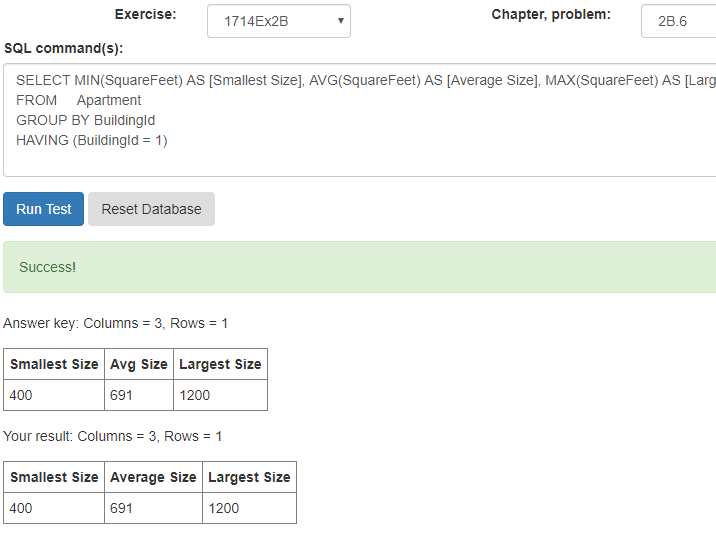 Exercise: 1714Ex2B Chapter, problem: 2B.6
SQL command(s):
SELECT MIN(SquareFeet) AS [Smallest Size], AVG(SquareFeet) AS [Average Size], MAX(SquareFeet) AS [Larg
FROM Apartment
GROUP BY BuildingId
HAVING (BuildingId = 1)
Run Test Reset Database
Success!
Answer key: Columns = 3, Rows = 1
Smallest Size Avg Size Largest Size
400 691 1200
Your result: Columns = 3, Rows = 1
Smallest Size Average Size Largest Size
400 691 1200